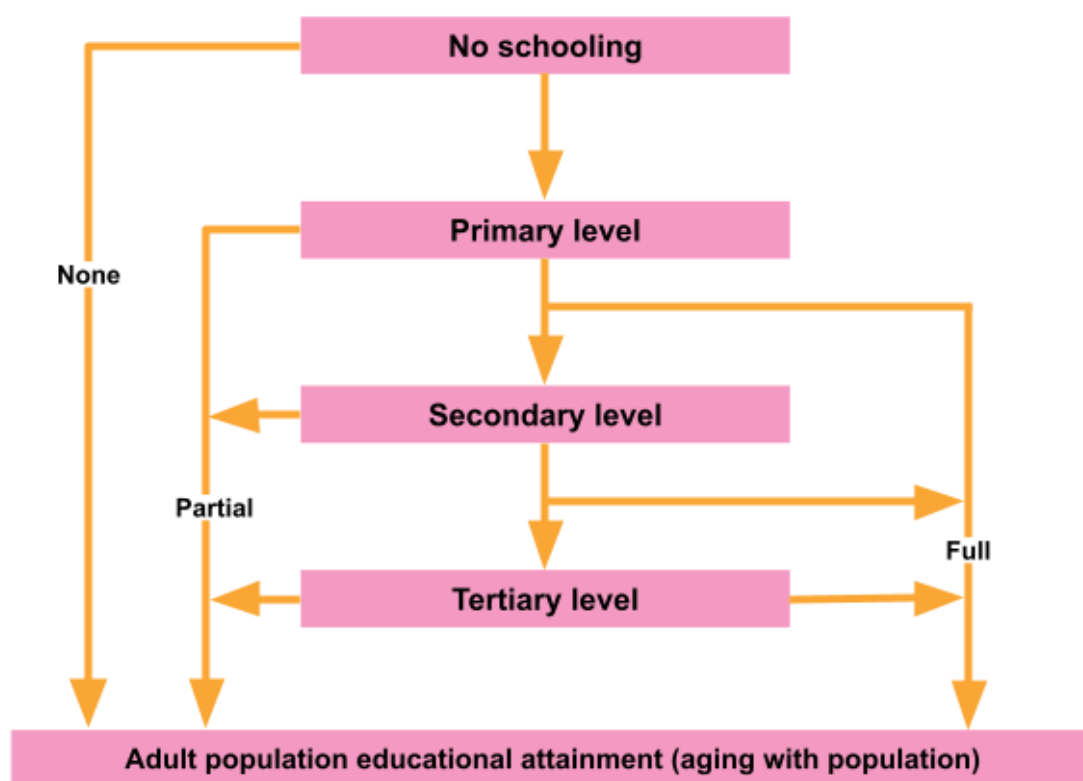 No schooling
Primary level
None
Secondary level
Partial
Full
Tertiary level
Adult population educational attainment (aging with population)